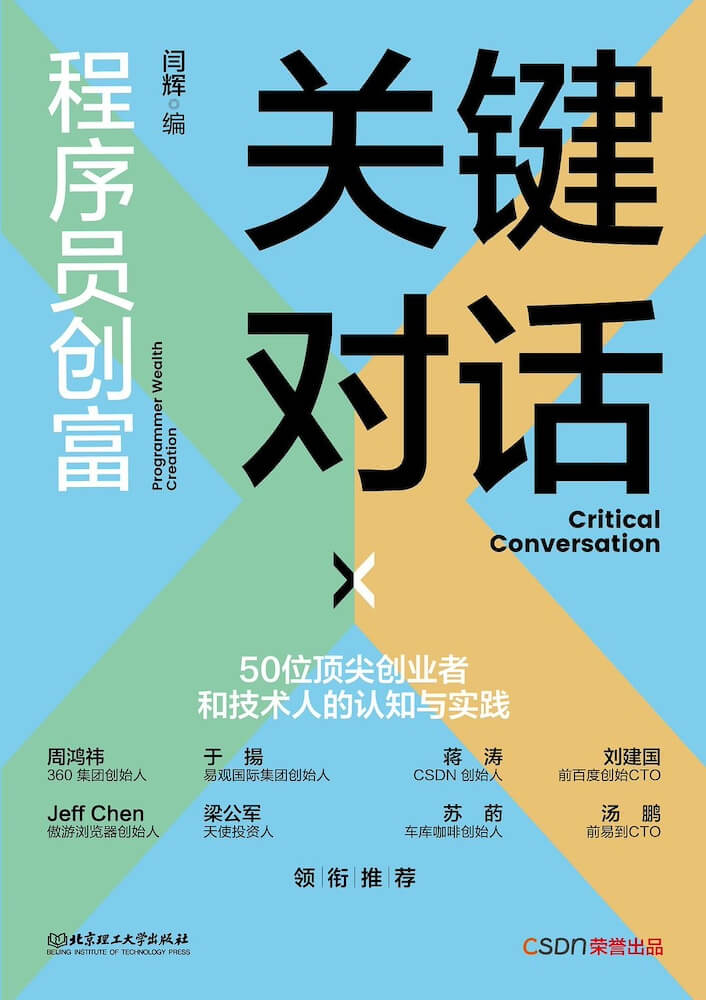 程序员创富
Programmer Wealth
Creation
闫辉 编
关键
对话
Critical
Conversation
50位顶尖创业者
和技术人的认知与实践
周鸿祎
360 集团创始人
于揚
易观国际集团创始人
蒋涛
CSDN 创始人
刘建国
前百度创始CTO
Jeff Chen
傲游浏览器创始人
梁公军
天使投资人
苏菂
车库咖啡创始人
汤鹏
前易到CTO
领|衔|推|荐
北京理工大学出版社
BEIJING INSTITUTE OF TECHNOLOGY PRESS
CSDN 荣誉出品